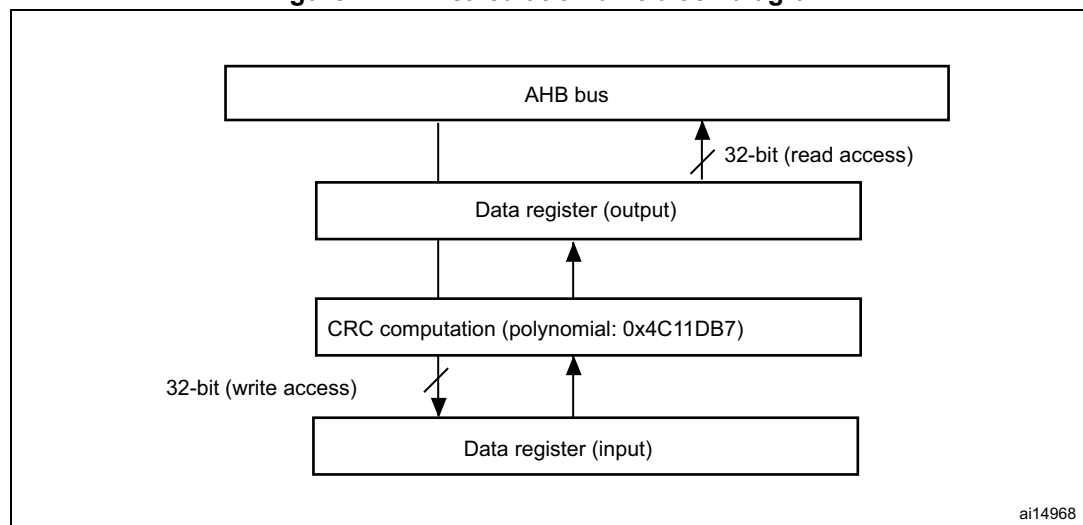 AHB bus
32-bit (read access)
Data register (output)
CRC computation (polynomial: 0x4C11DB7)
32-bit (write access)
Data register (input)
ai14968